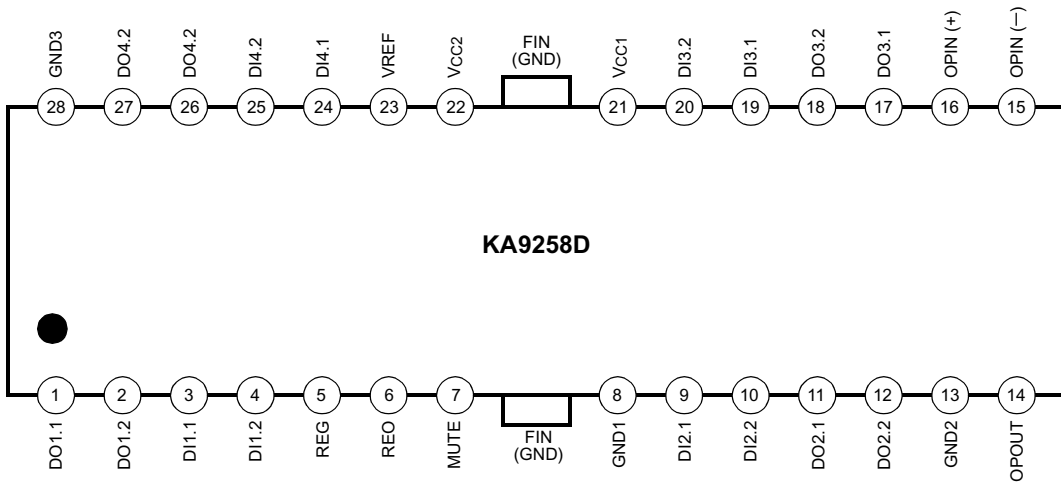 GND3
DO4.2
DO4.2
DI4.2
DI4.1
VREF
VCC2
FIN
(GND)
VCC1
DI3.2
DI3.1
DO3.2
DO3.1
OPIN (+)
OPIN (−)
28
27
26
25
24
23
22
21
20
19
18
17
16
15
KA9258D
1
2
3
4
5
6
7
8
9
10
11
12
13
14
DO1.1
DO1.2
DI1.1
DI1.2
REG
REO
MUTE
FIN
(GND)
GND1
DI2.1
DI2.2
DO2.1
DO2.2
GND2
OPOUT